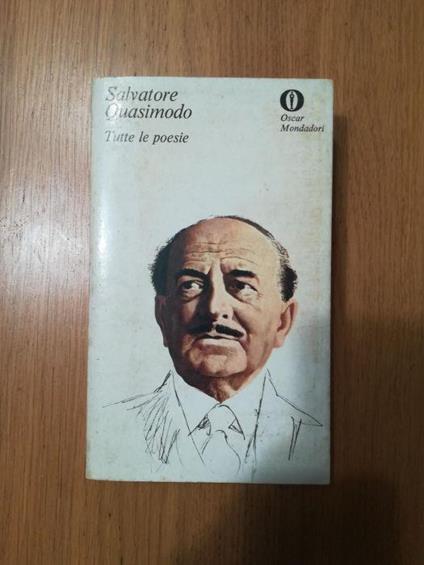 Salvatore
Quasimodo
Tutte le poesie
Oscar
Mondadori